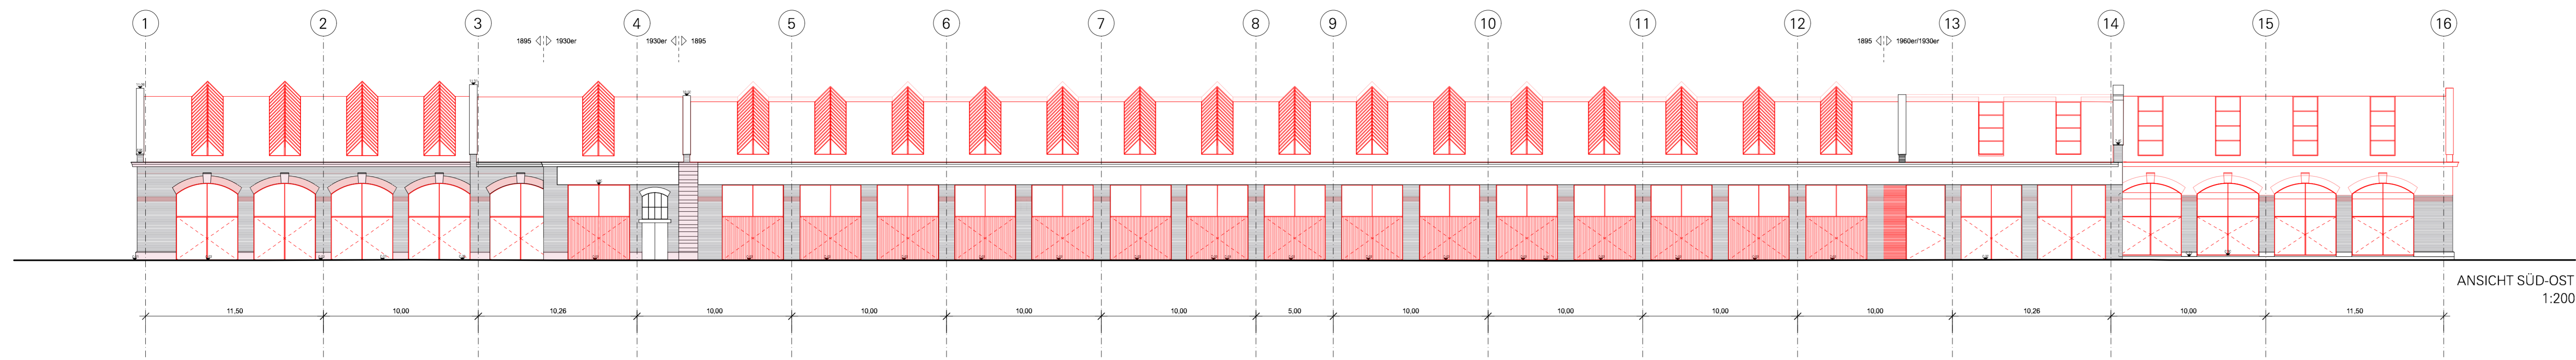 1 2 3 4 5 6 7 8 9 10 11 12 13 14 15 16
1895 1930er 1930er 1895 1895 1960er/1930er
ANSICHT SÜD-OST
1:200
11,50 10,00 10,26 10,00 10,00 10,00 10,00 5,00 10,00 10,00 10,00 10,00 10,26 10,00 11,50